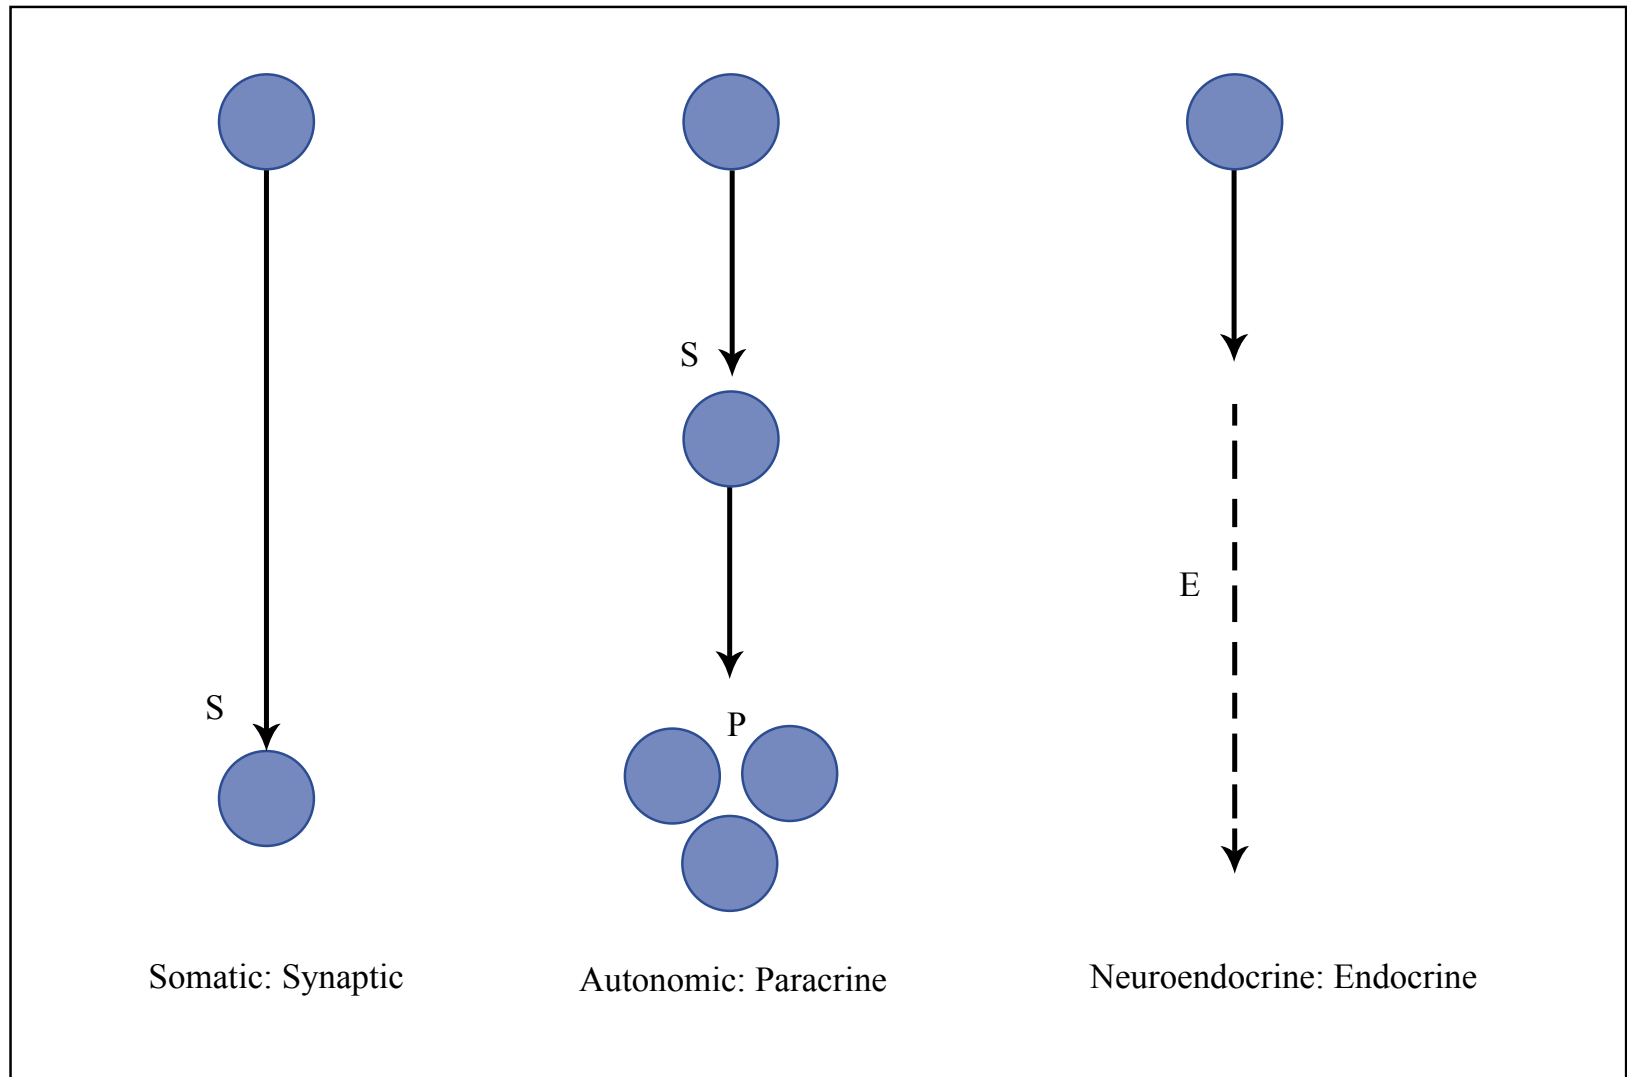 S
S
P
E
Somatic: Synaptic
Autonomic: Paracrine
Neuroendocrine: Endocrine